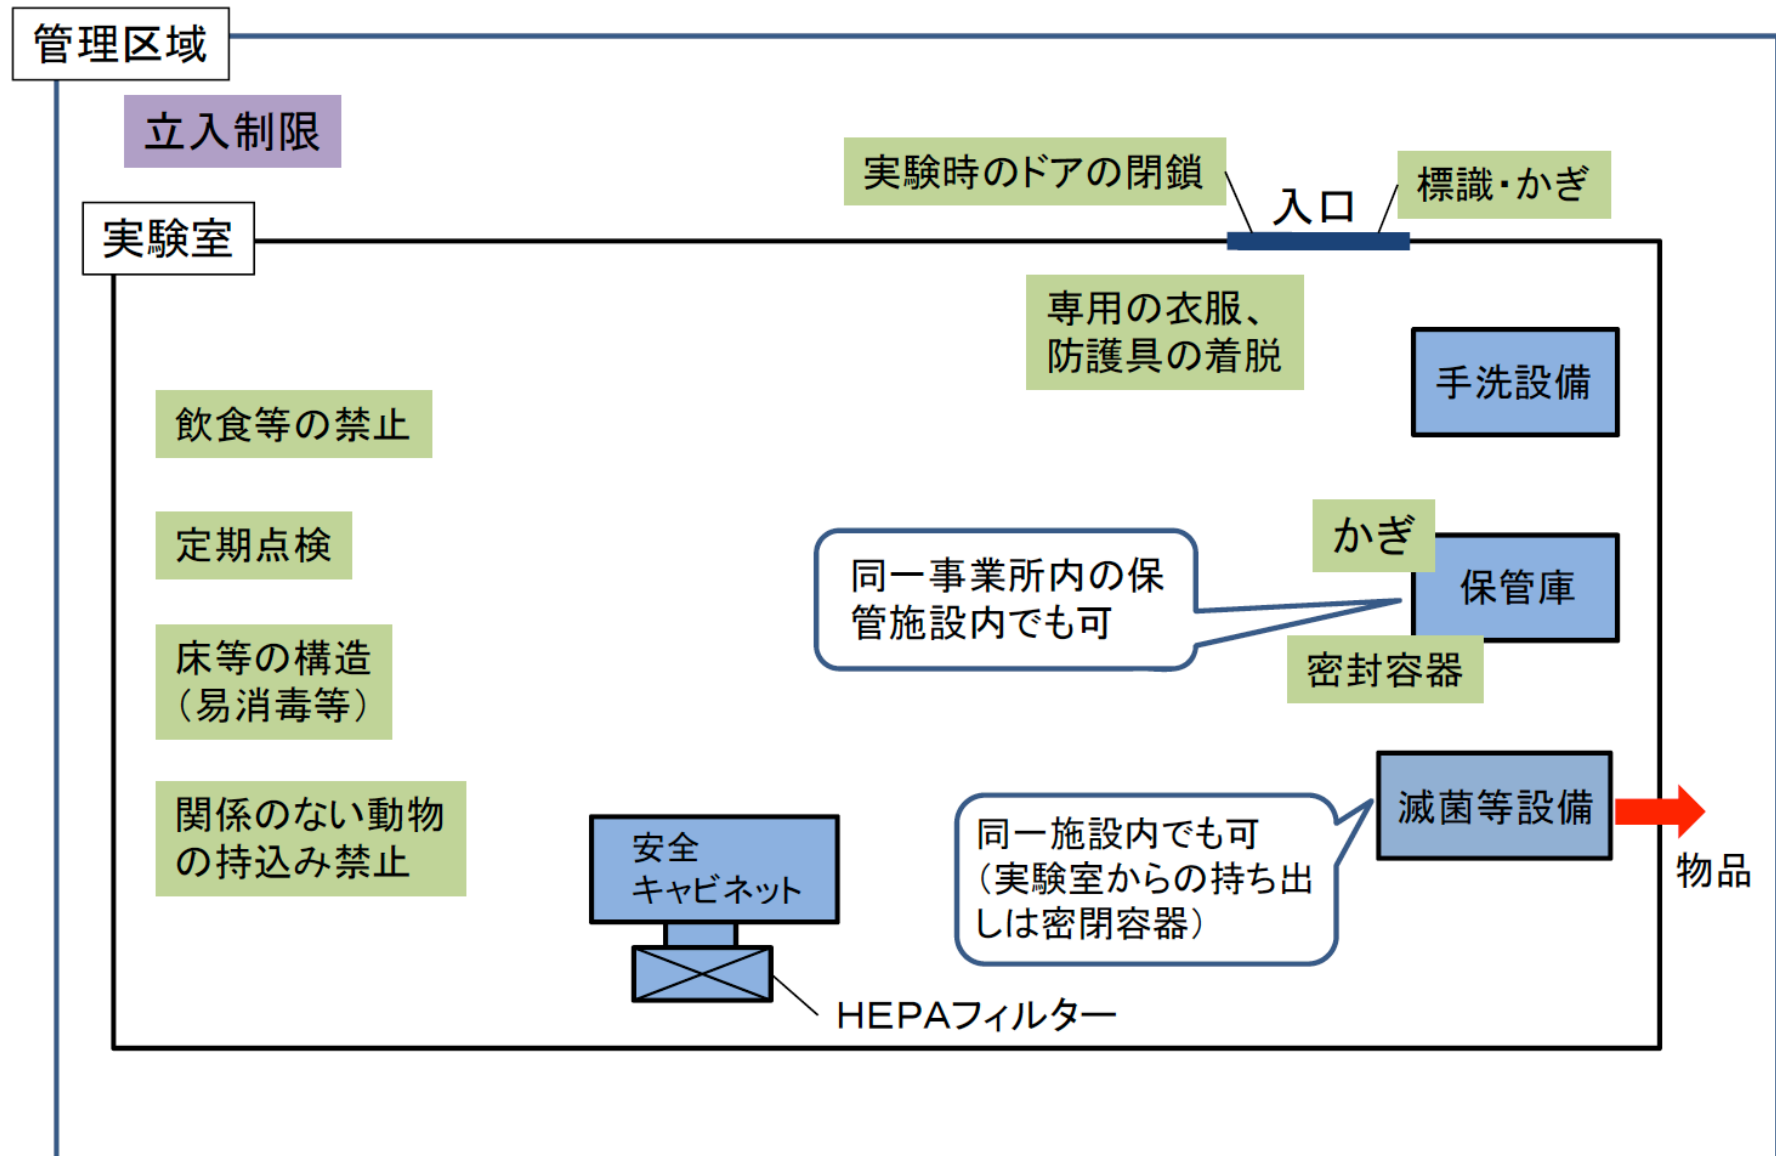 管理区域
立入制限
実験時のドアの閉鎖
入口
標識・かぎ
実験室
専用の衣服、
防護具の着脱
手洗設備
飲食等の禁止
定期点検
床等の構造
（易消毒等）
関係のない動物
の持込み禁止
同一事業所内の保
管施設内でも可
かぎ
保管庫
密封容器
安全
キャビネット
HEPAフィルター
同一施設内でも可
（実験室からの持ち出
しは密閉容器）
滅菌等設備
物品